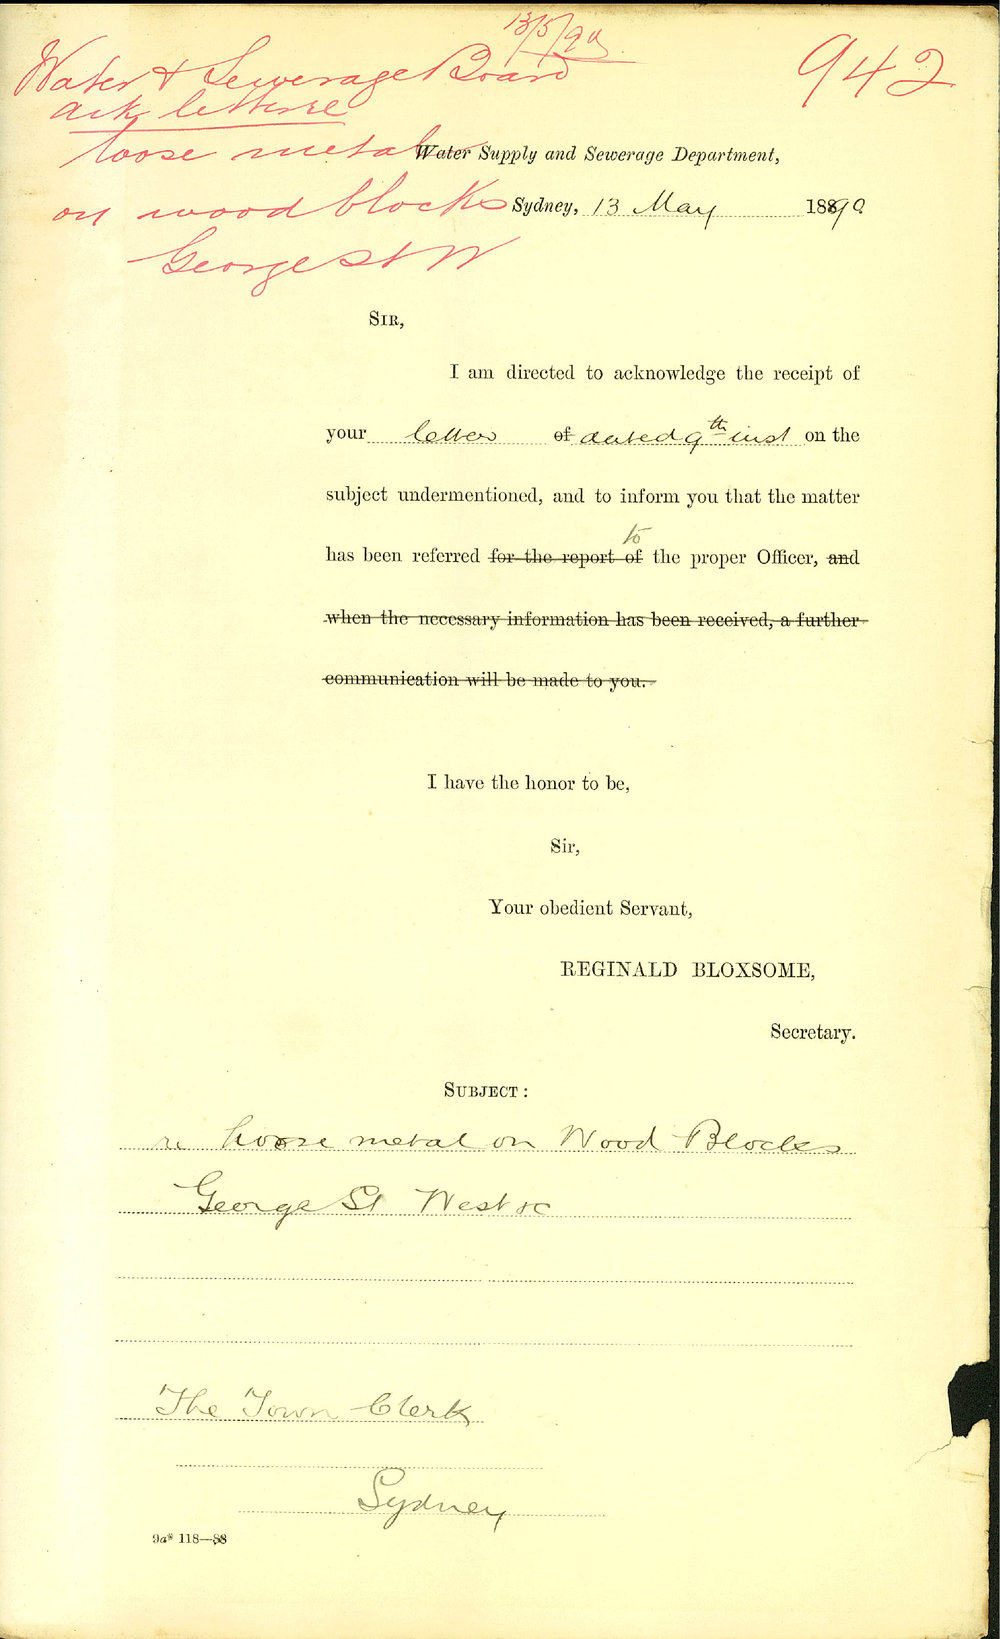 13/5/90
Water & Sewerage Board
942
ack letter re
loose metal
on wood blocks
George St W
Water Supply and Sewerage Department,
Sydney, 13 May 1890
SIR,
I am directed to acknowledge the receipt of
your letter of dated 9th inst on the
subject undermentioned, and to inform you that the matter
to
has been referred for the report of the proper Officer, and
when the necessary information has been received, a further
communication will be made to you.
I have the honor to be,
Sir,
Your obedient Servant,
REGINALD BLOXSOME,
Secretary.
SUBJECT :
re loose metal on Wood Blocks
George St West &c
The Town Clerk
Sydney
9a* 118—88